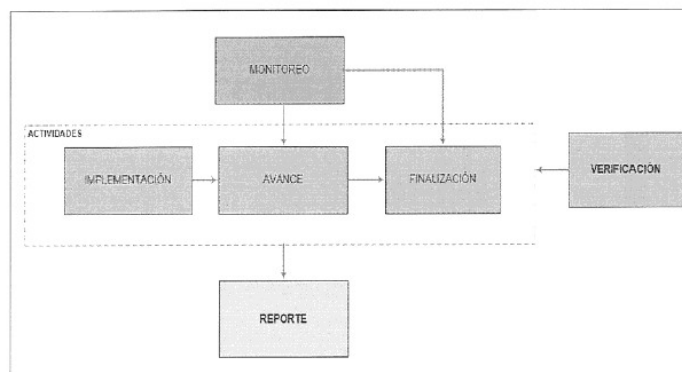 MONITOREO
ACTIVIDADES
IMPLEMENTACIÓN
AVANCE
FINALIZACIÓN
VERIFICACIÓN
REPORTE